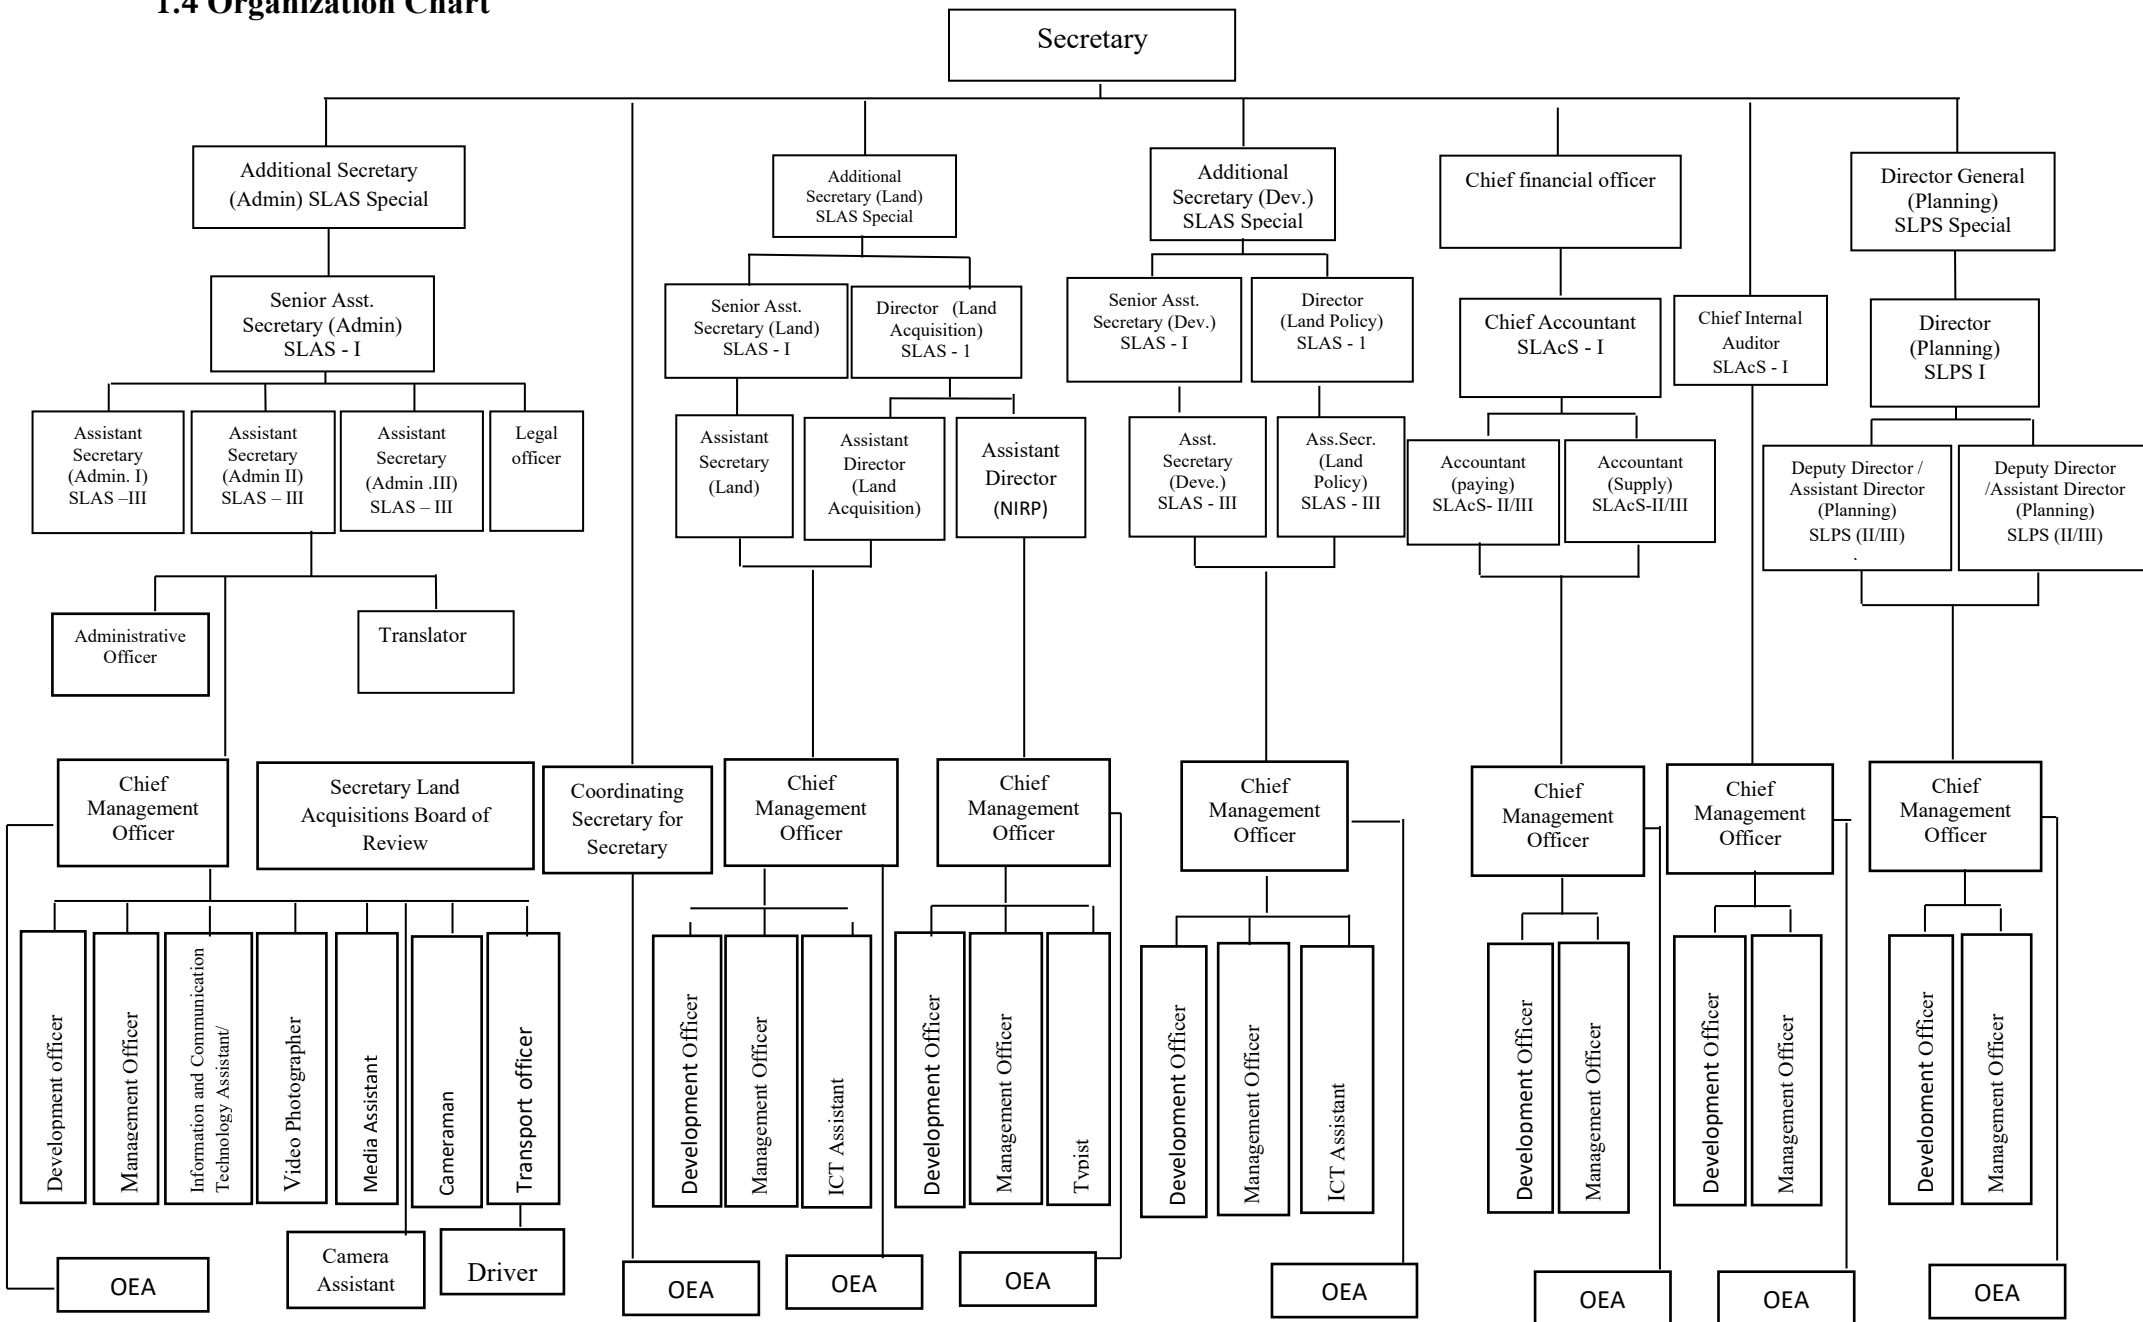 1.4 Organization Chart
Secretary
Additional Secretary
(Admin) SLAS Special
Additional
Secretary (Land)
SLAS Special
Additional
Secretary (Dev.)
SLAS Special
Chief financial officer
Director General
(Planning)
SLPS Special
Senior Asst.
Secretary (Admin)
SLAS - I
Senior Asst.
Secretary (Land)
SLAS - I
Director (Land
Acquisition)
SLAS - 1
Senior Asst.
Secretary (Dev.)
SLAS - I
Director
(Land Policy)
SLAS - 1
Chief Accountant
SLAcS - I
Chief Internal
Auditor
SLAcS - I
Director
(Planning)
SLPS I
Assistant
Secretary
(Admin. I)
SLAS –III
Assistant
Secretary
(Admin II)
SLAS – III
Assistant
Secretary
(Admin .III)
SLAS – III
Legal
officer
Assistant
Secretary
(Land)
Assistant
Director
(Land
Acquisition)
Assistant
Director
(NIRP)
Asst.
Secretary
(Deve.)
SLAS - III
Ass.Secr.
(Land
Policy)
SLAS - III
Accountant
(paying)
SLAcS- II/III
Accountant
(Supply)
SLAcS-II/III
Deputy Director /
Assistant Director
(Planning)
SLPS (II/III)
Deputy Director
/Assistant Director
(Planning)
SLPS (II/III)
Administrative
Officer
Translator
Chief
Management
Officer
Secretary Land
Acquisitions Board of
Review
Coordinating
Secretary for
Secretary
Chief
Management
Officer
Chief
Management
Officer
Chief
Management
Officer
Chief
Management
Officer
Chief
Management
Officer
Chief
Management
Officer
Development officer
Management Officer
Information and Communication
Technology Assistant/
Video Photographer
Media Assistant
Cameraman
Transport officer
Development Officer
Management Officer
ICT Assistant
Development Officer
Management Officer
Typist
Development Officer
Management Officer
ICT Assistant
Development Officer
Management Officer
Development Officer
Management Officer
Development Officer
Management Officer
OEA
Camera
Assistant
Driver
OEA
OEA
OEA
OEA
OEA
OEA
OEA